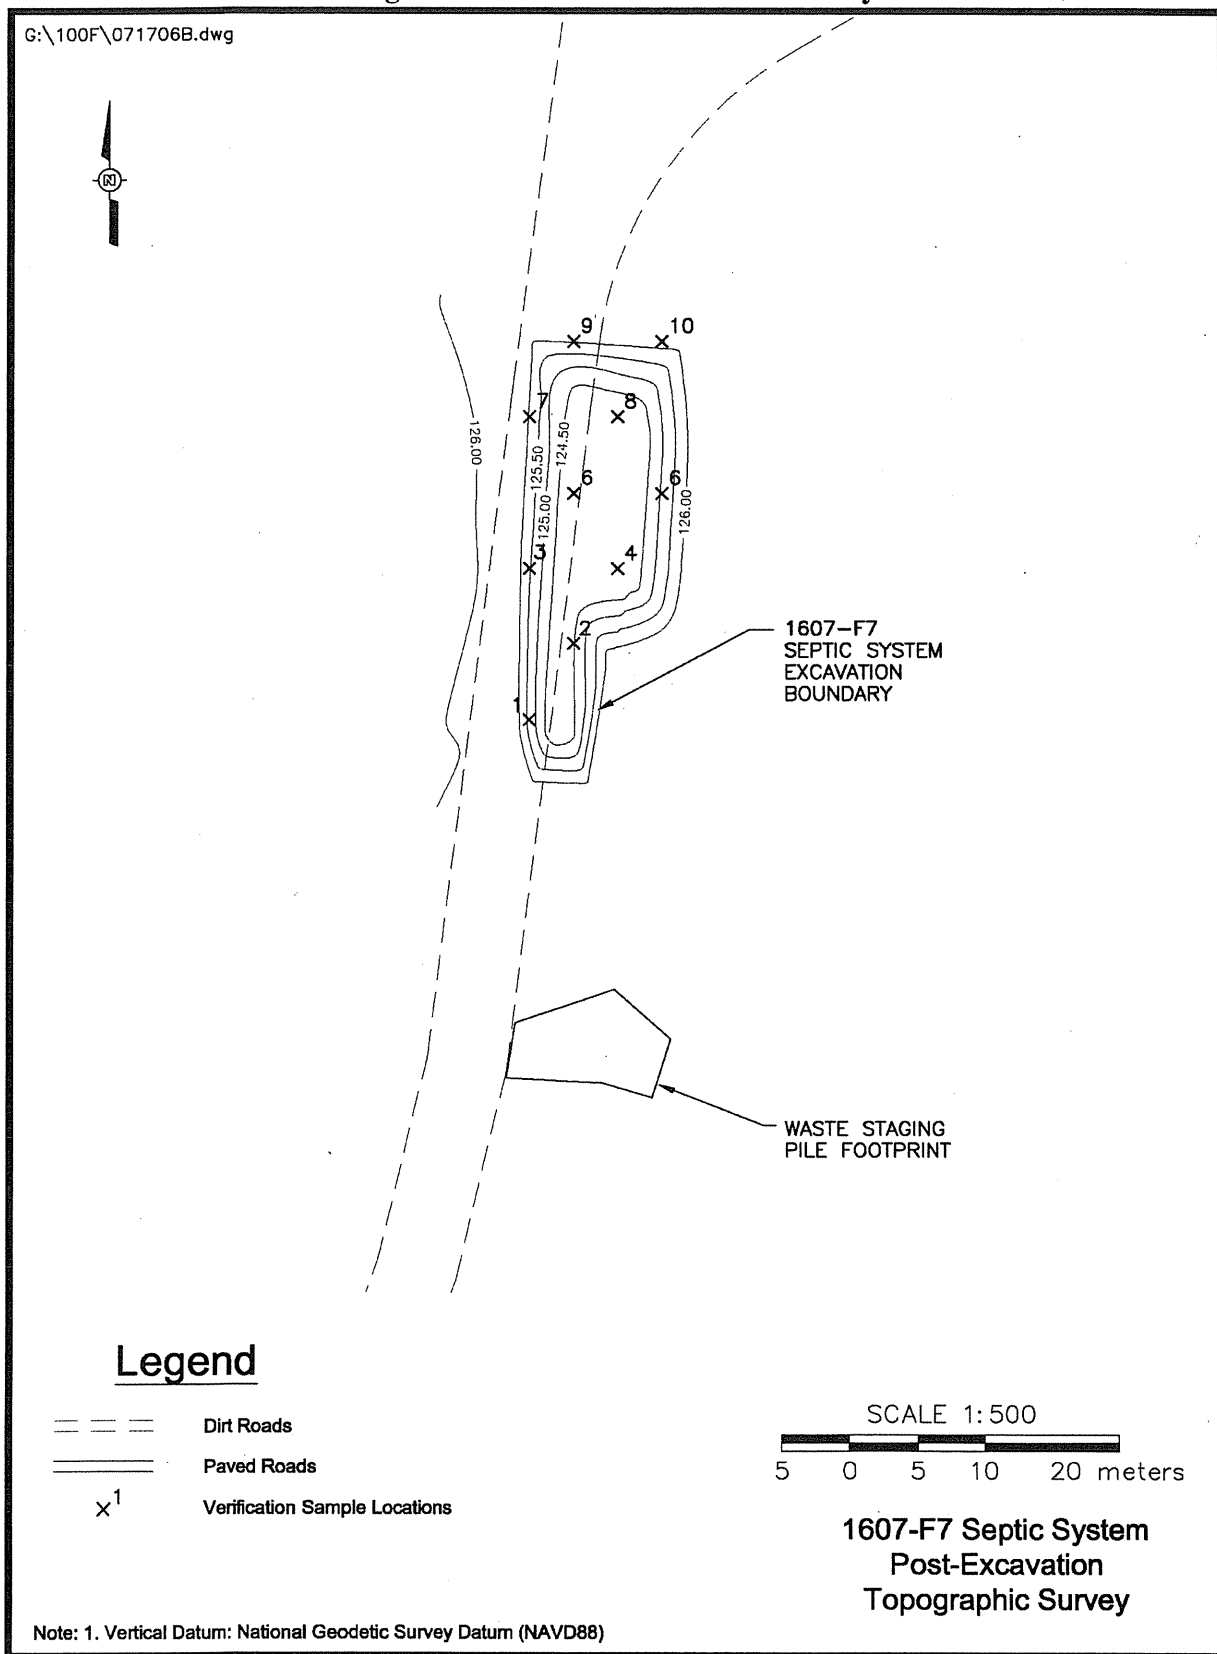 G:\100F\071706B.dwg
N
9
10
7
8
126.00
124.50
125.50
6
6
125.00
126.00
3
4
2
1
1607-F7
SEPTIC SYSTEM
EXCAVATION
BOUNDARY
WASTE STAGING
PILE FOOTPRINT
Legend
Dirt Roads
Paved Roads
1
Verification Sample Locations
SCALE 1:500
5 0 5 10 20 meters
1607-F7 Septic System
Post-Excavation
Topographic Survey
Note: 1. Vertical Datum: National Geodetic Survey Datum (NAVD88)